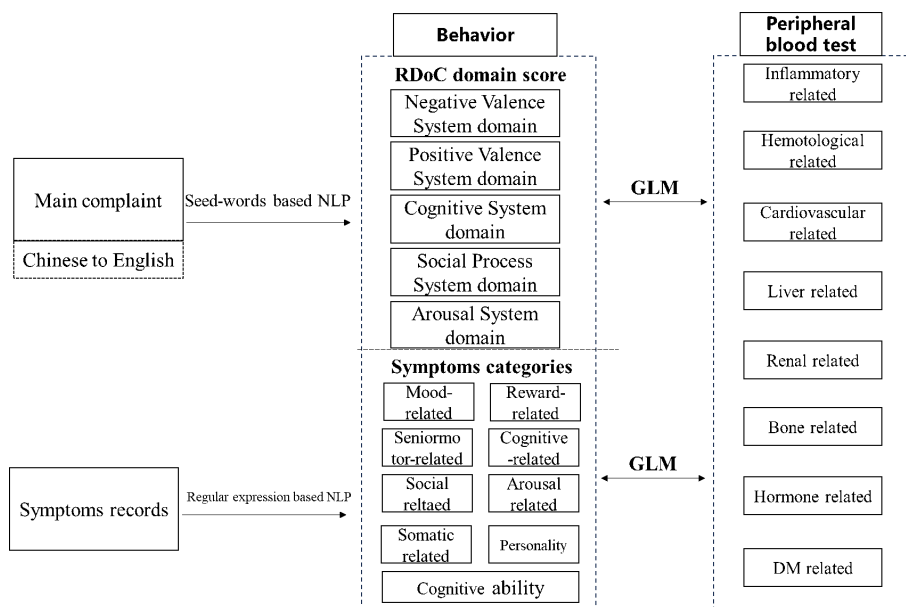 Main complaint
Chinese to English
Seed-words based NLP
Symptoms records
Regular expression based NLP
Behavior
RDoC domain score
Negative Valence
System domain
Positive Valence
System domain
Cognitive System
domain
Social Process
System domain
Arousal System
domain
Symptoms categories
Mood-
related
Reward-
related
Seniormo
tor-related
Cognitive
-related
Social
reltaed
Arousal
related
Somatic
related
Personality
Cognitive ability
GLM
GLM
Peripheral
blood test
Inflammatory
related
Hemotological
related
Cardiovascular
related
Liver related
Renal related
Bone related
Hormone related
DM related